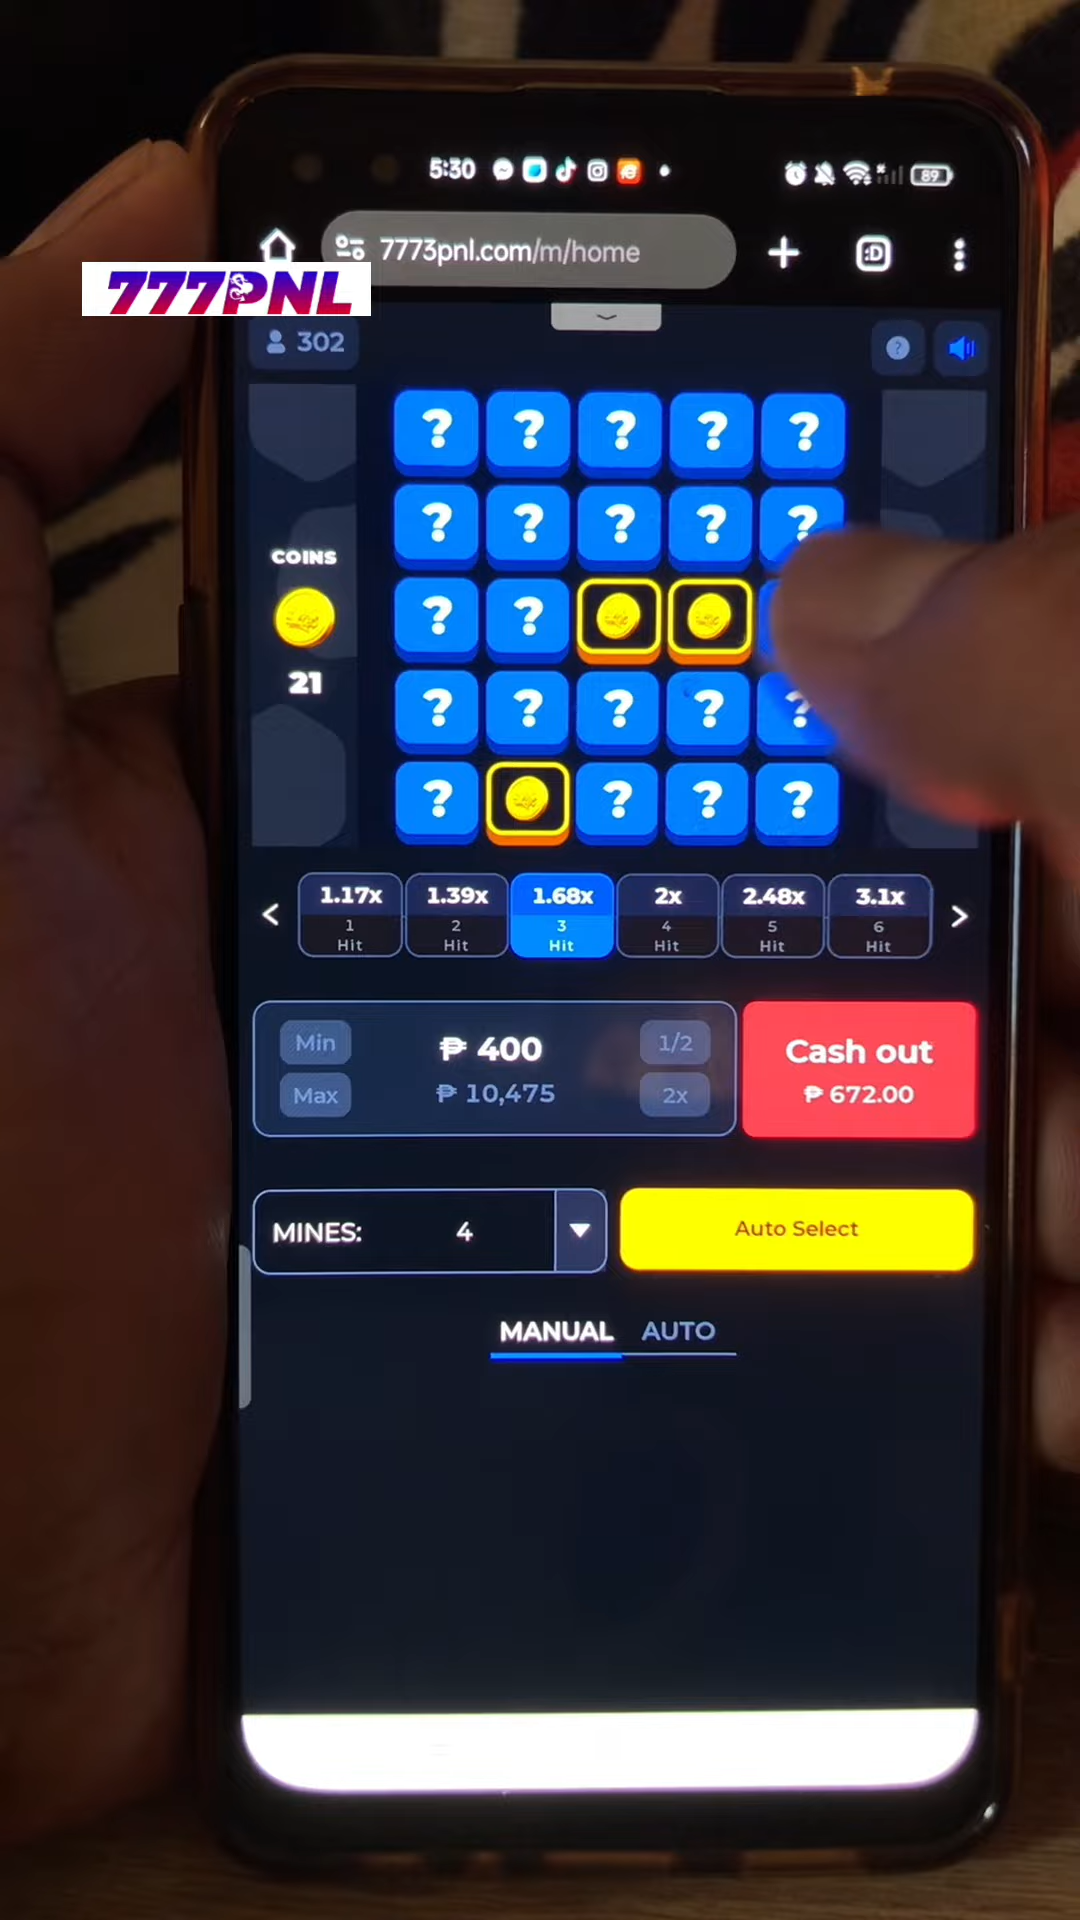 5:30
89
7773pnl.com/m/home
:D
777PNL
302
?
? ? ? ? ?
? ? ? ? ?
COINS
? ?
21
? ? ? ? ?
? ? ? ?
< 1.17x 1.39x 1.68x 2x 2.48x 3.1x >
1 2 3 4 5 6
Hit Hit Hit Hit Hit Hit
Min ₱ 400 1/2
Max ₱ 10,475 2x
Cash out
₱ 672.00
MINES: 4
Auto Select
MANUAL AUTO